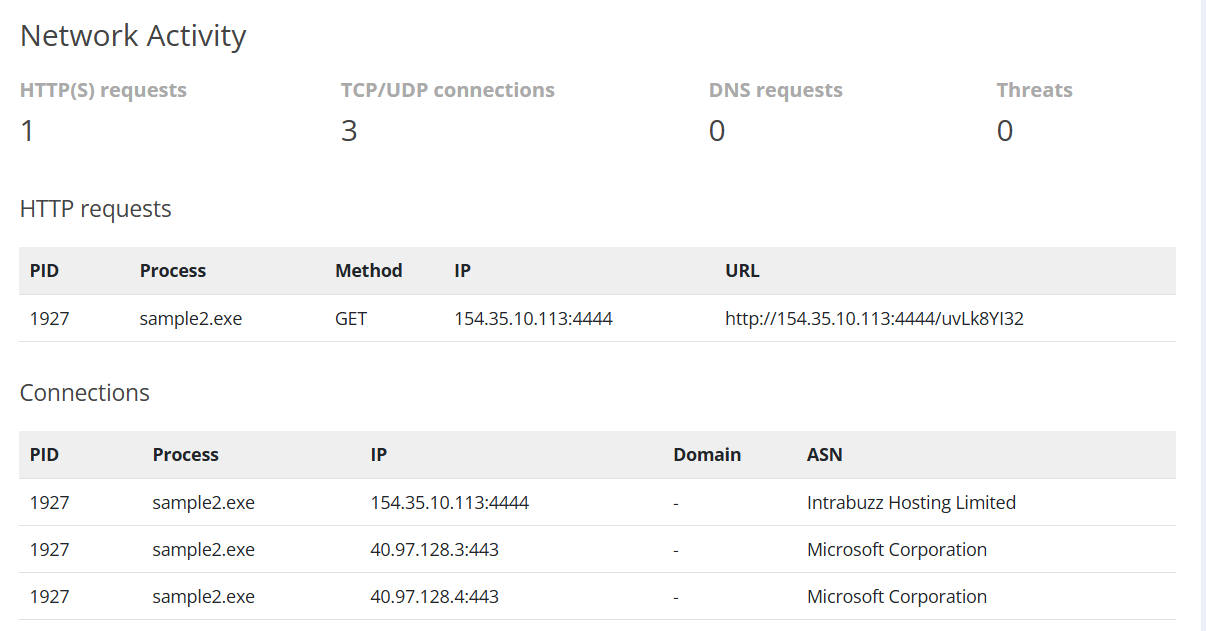 Network Activity
HTTP(S) requests TCP/UDP connections DNS requests Threats
1 3 0 0
HTTP requests
PID Process Method IP URL
1927 sample2.exe GET 154.35.10.113:4444 http://154.35.10.113:4444/uvLk8YI32
Connections
PID Process IP Domain ASN
1927 sample2.exe 154.35.10.113:4444 - Intrabuzz Hosting Limited
1927 sample2.exe 40.97.128.3:443 - Microsoft Corporation
1927 sample2.exe 40.97.128.4:443 - Microsoft Corporation